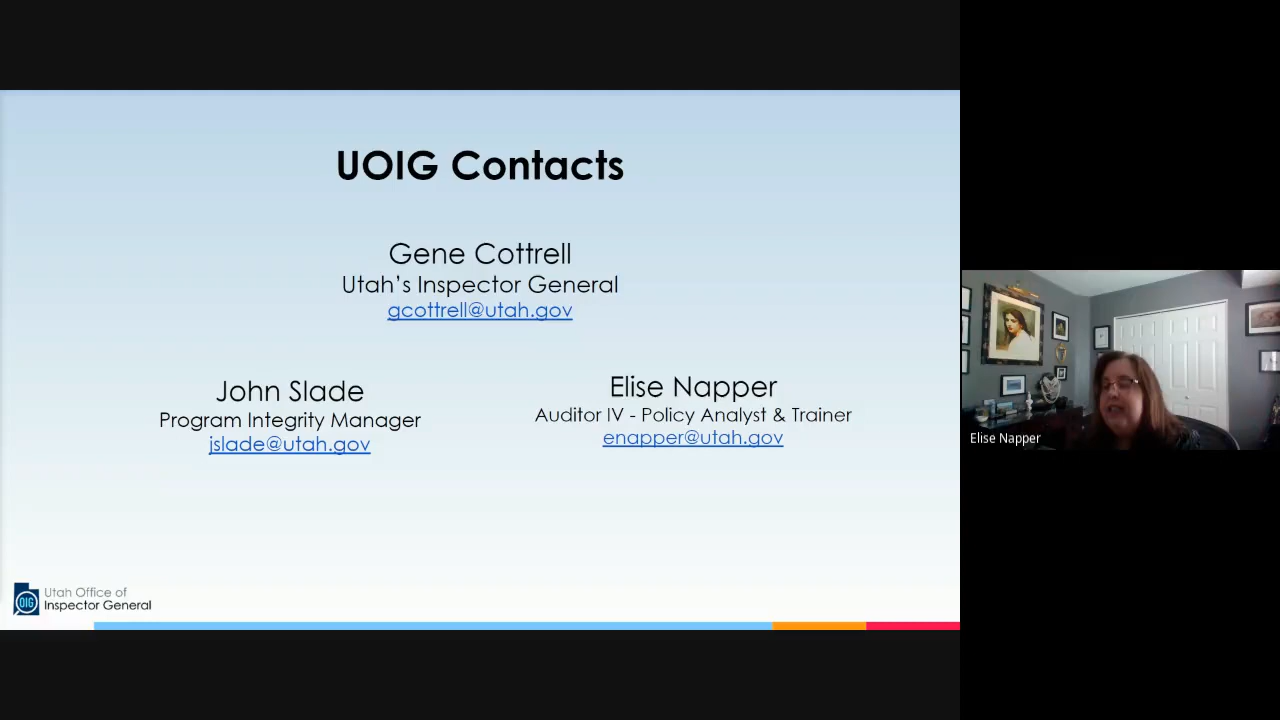 UOIG Contacts
Gene Cottrell
Utah's Inspector General
gcottrell@utah.gov
John Slade
Program Integrity Manager
jslade@utah.gov
Elise Napper
Auditor IV - Policy Analyst & Trainer
enapper@utah.gov
OIG
Utah Office of
Inspector General
Elise Napper